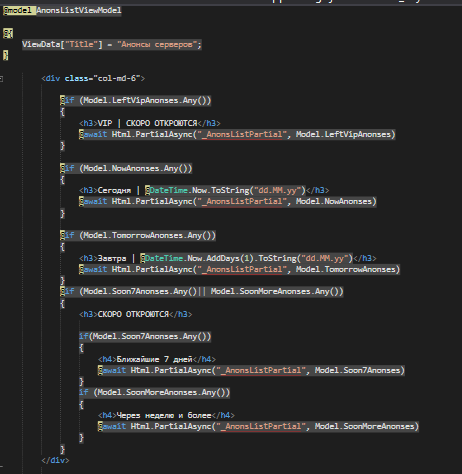 @model AnonsListViewModel
@{
ViewData["Title"] = "Анонсы серверов";
}
<div class="col-md-6">
@if (Model.LeftVipAnonses.Any())
{
<h3>VIP | СКОРО ОТКРОЮТСЯ</h3>
@await Html.PartialAsync("_AnonsListPartial", Model.LeftVipAnonses)
}
@if (Model.NowAnonses.Any())
{
<h3>Сегодня | @DateTime.Now.ToString("dd.MM.yy")</h3>
@await Html.PartialAsync("_AnonsListPartial", Model.NowAnonses)
}
@if (Model.TomorrowAnonses.Any())
{
<h3>Завтра | @DateTime.Now.AddDays(1).ToString("dd.MM.yy")</h3>
@await Html.PartialAsync("_AnonsListPartial", Model.TomorrowAnonses)
}
@if (Model.Soon7Anonses.Any()|| Model.SoonMoreAnonses.Any())
{
<h3>СКОРО ОТКРОЮТСЯ</h3>
if(Model.Soon7Anonses.Any())
{
<h4>Ближайшие 7 дней</h4>
@await Html.PartialAsync("_AnonsListPartial", Model.Soon7Anonses)
}
if (Model.SoonMoreAnonses.Any())
{
<h4>Через неделю и более</h4>
@await Html.PartialAsync("_AnonsListPartial", Model.SoonMoreAnonses)
}
}
</div>